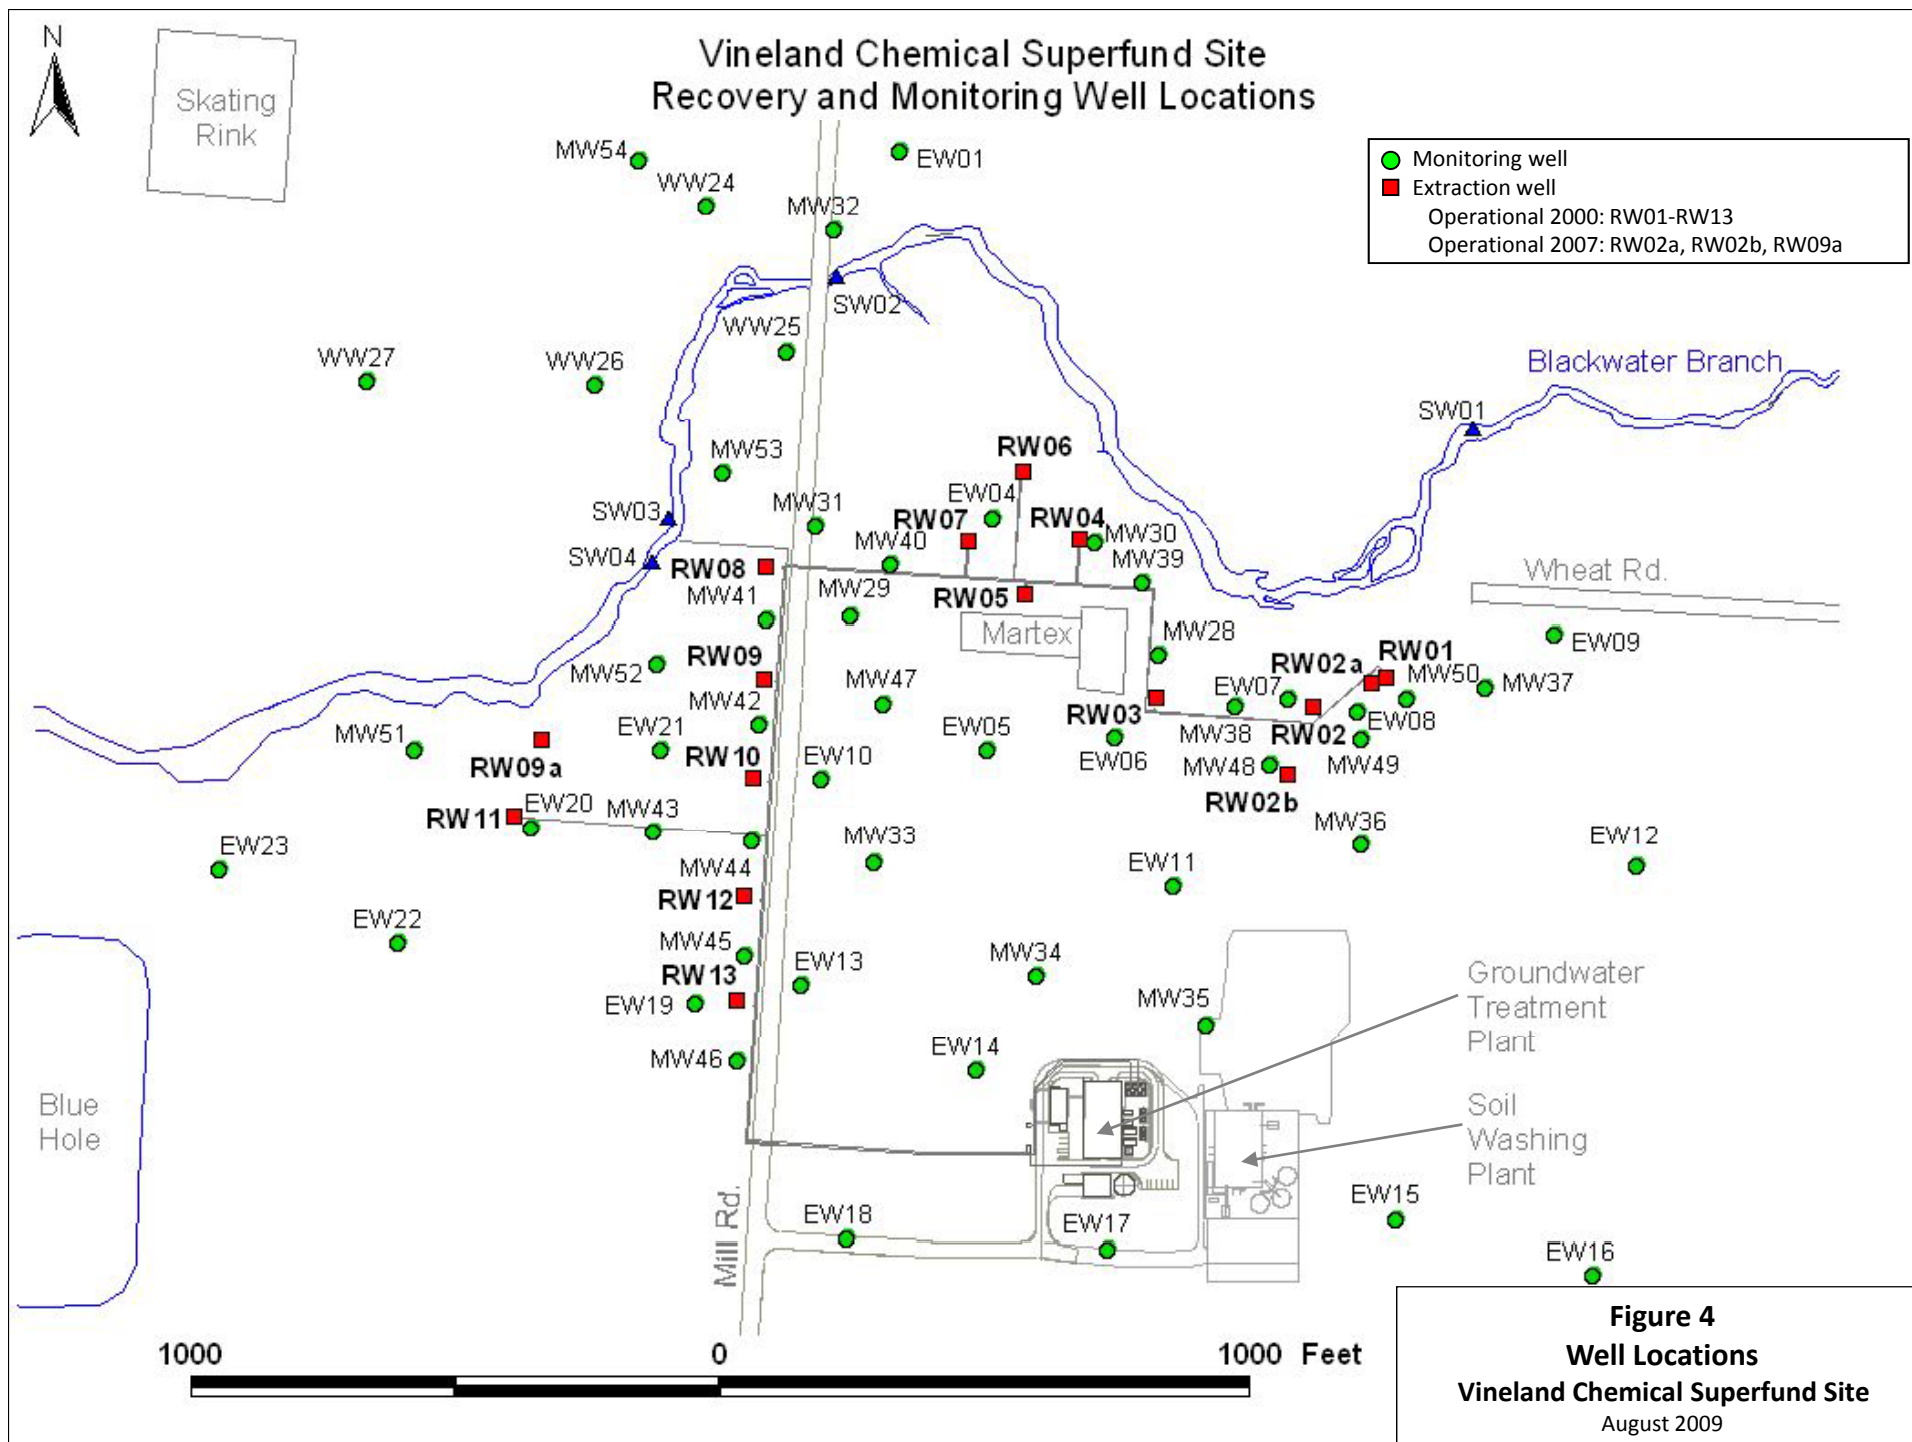 N
Vineland Chemical Superfund Site
Recovery and Monitoring Well Locations
Skating
Rink
Monitoring well
Extraction well
Operational 2000: RW01-RW13
Operational 2007: RW02a, RW02b, RW09a
MW54
EW01
WW24
MW32
SW02
WW25
WW27
WW26
Blackwater Branch
SW01
MW53
RW06
MW31
EW04
SW03
RW07
RW04
MW30
MW40
MW39
SW04
RW08
Wheat Rd.
MW41
MW29
RW05
Martex
MW28
EW09
RW09
RW02a
RW01
MW52
MW47
EW07
MW50
MW37
MW42
RW03
EW08
MW51
EW21
EW05
MW38
RW02
RW09a
RW10
EW10
EW06
MW48
MW49
RW02b
EW20
MW43
RW11
MW36
EW12
EW23
MW44
MW33
EW11
RW12
EW22
MW45
MW34
RW13
EW13
Groundwater
Treatment
Plant
EW19
MW35
MW46
EW14
Blue
Hole
Soil
Washing
Plant
Mill Rd.
EW18
EW17
EW15
EW16
1000
0
1000 Feet
Figure 4
Well Locations
Vineland Chemical Superfund Site
August 2009